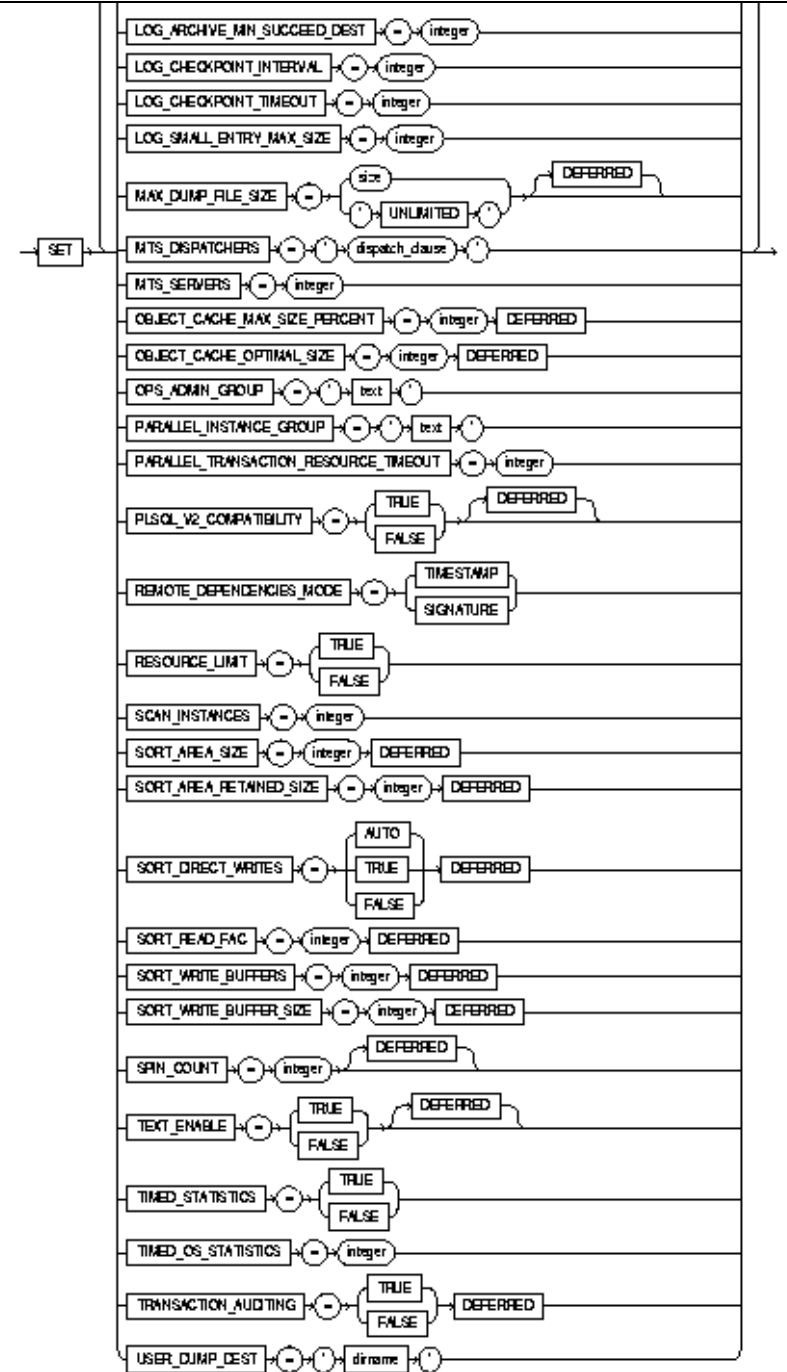 LOG_ARCHIVE_MIN_SUCCEED_DEST = integer
LOG_CHECKPOINT_INTERVAL = integer
LOG_CHECKPOINT_TIMEOUT = integer
LOG_SMALL_ENTRY_MAX_SIZE = integer
size DEFERRED
MAX_DUMP_FILE_SIZE =
' UNLIMITED '
SET MTS_DISPATCHERS = ' dispatch_clause '
MTS_SERVERS = integer
OBJECT_CACHE_MAX_SIZE_PERCENT = integer DEFERRED
OBJECT_CACHE_OPTIMAL_SIZE = integer DEFERRED
OPS_ADMIN_GROUP = ' text '
PARALLEL_INSTANCE_GROUP = ' text '
PARALLEL_TRANSACTION_RESOURCE_TIMEOUT = integer
TRUE DEFERRED
PLSQL_V2_COMPATIBILITY =
FALSE
TIMESTAMP
REMOTE_DEPENDENCIES_MODE =
SIGNATURE
TRUE
RESOURCE_LIMIT =
FALSE
SCAN_INSTANCES = integer
SORT_AREA_SIZE = integer DEFERRED
SORT_AREA_RETAINED_SIZE = integer DEFERRED
AUTO
SORT_DIRECT_WRITES = TRUE DEFERRED
FALSE
SORT_READ_FAC = integer DEFERRED
SORT_WRITE_BUFFERS = integer DEFERRED
SORT_WRITE_BUFFER_SIZE = integer DEFERRED
DEFERRED
SPIN_COUNT = integer
TRUE DEFERRED
TEXT_ENABLE =
FALSE
TRUE
TIMED_STATISTICS =
FALSE
TIMED_OS_STATISTICS = integer
TRUE
TRANSACTION_AUDITING = DEFERRED
FALSE
USER_DUMP_DEST = ' dirname '